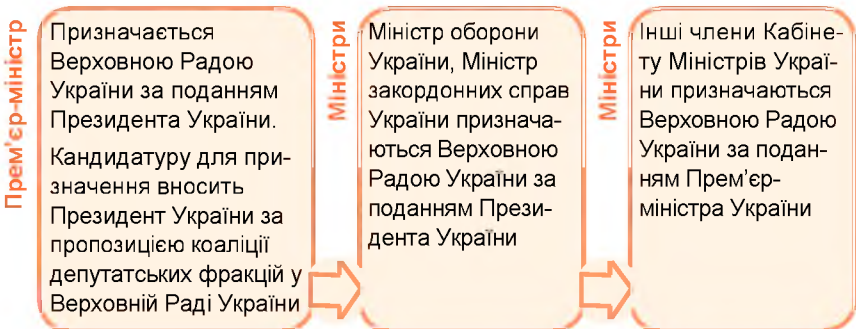 Прем’єр-міністр
Призначається
Верховною Радою
України за поданням
Президента України.
Кандидатуру для при-
значення вносить
Президент України за
пропозицією коаліції
депутатських фракцій у
Верховній Раді України
Міністри
Міністр оборони
України, Міністр
закордонних справ
України признача-
ються Верховною
Радою України за
поданням Прези-
дента України
Міністри
Інші члени Кабіне-
ту Міністрів Украї-
ни призначаються
Верховною Радою
України за подан-
ням Прем’єр-
міністра України